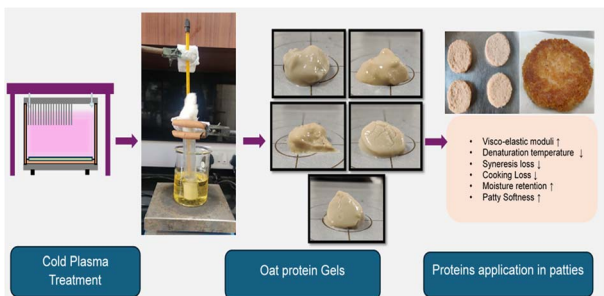 • Visco-elastic moduli ↑
• Denaturation temperature ↓
• Syneresis loss ↓
• Cooking Loss ↓
• Moisture retention ↑
• Patty Softness ↑
Cold Plasma
Treatment
Oat protein Gels
Proteins application in patties